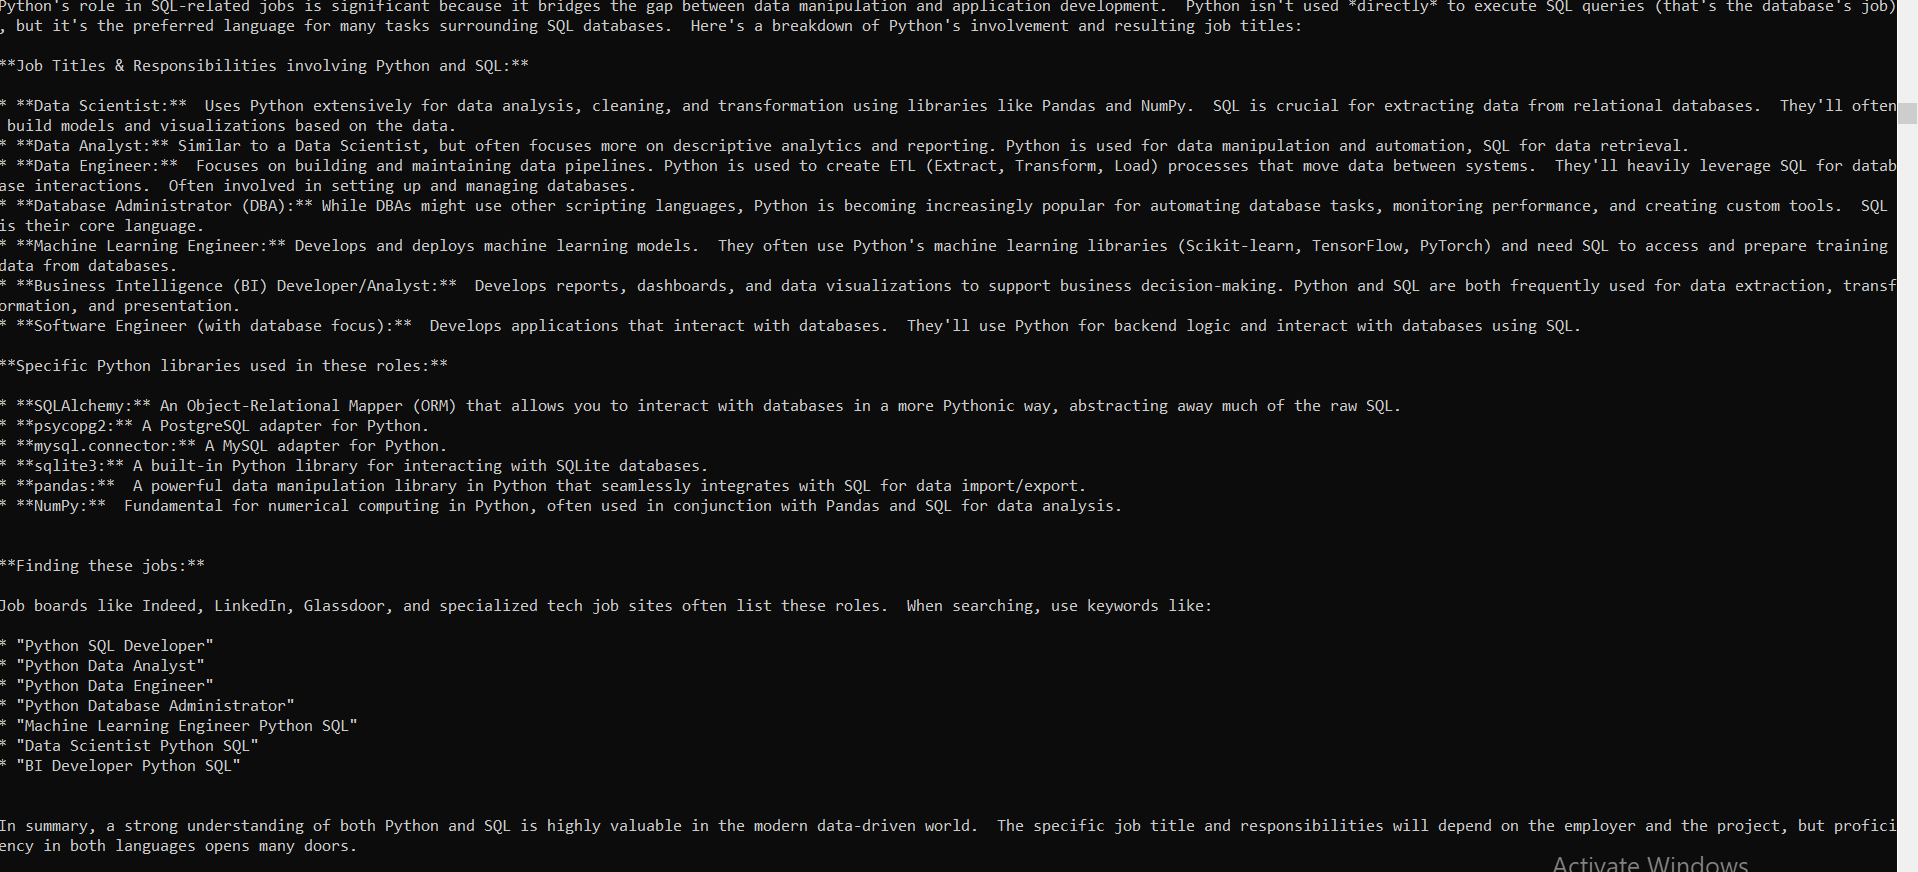 Python's role in SQL-related jobs is significant because it bridges the gap between data manipulation and application development.  Python isn't used *directly* to execute SQL queries (that's the database's job)
, but it's the preferred language for many tasks surrounding SQL databases.  Here's a breakdown of Python's involvement and resulting job titles:
**Job Titles & Responsibilities involving Python and SQL:**
* **Data Scientist:**  Uses Python extensively for data analysis, cleaning, and transformation using libraries like Pandas and NumPy.  SQL is crucial for extracting data from relational databases.  They'll often
build models and visualizations based on the data.
* **Data Analyst:** Similar to a Data Scientist, but often focuses more on descriptive analytics and reporting. Python is used for data manipulation and automation, SQL for data retrieval.
* **Data Engineer:**  Focuses on building and maintaining data pipelines. Python is used to create ETL (Extract, Transform, Load) processes that move data between systems.  They'll heavily leverage SQL for datab
ase interactions.  Often involved in setting up and managing databases.
* **Database Administrator (DBA):** While DBAs might use other scripting languages, Python is becoming increasingly popular for automating database tasks, monitoring performance, and creating custom tools.  SQL
is their core language.
* **Machine Learning Engineer:** Develops and deploys machine learning models.  They often use Python's machine learning libraries (Scikit-learn, TensorFlow, PyTorch) and need SQL to access and prepare training
data from databases.
* **Business Intelligence (BI) Developer/Analyst:**  Develops reports, dashboards, and data visualizations to support business decision-making. Python and SQL are both frequently used for data extraction, transf
ormation, and presentation.
* **Software Engineer (with database focus):**  Develops applications that interact with databases.  They'll use Python for backend logic and interact with databases using SQL.
**Specific Python libraries used in these roles:**
* **SQLAlchemy:** An Object-Relational Mapper (ORM) that allows you to interact with databases in a more Pythonic way, abstracting away much of the raw SQL.
* **psycopg2:** A PostgreSQL adapter for Python.
* **mysql.connector:** A MySQL adapter for Python.
* **sqlite3:** A built-in Python library for interacting with SQLite databases.
* **pandas:**  A powerful data manipulation library in Python that seamlessly integrates with SQL for data import/export.
* **NumPy:**  Fundamental for numerical computing in Python, often used in conjunction with Pandas and SQL for data analysis.
**Finding these jobs:**
Job boards like Indeed, LinkedIn, Glassdoor, and specialized tech job sites often list these roles.  When searching, use keywords like:
* "Python SQL Developer"
* "Python Data Analyst"
* "Python Data Engineer"
* "Python Database Administrator"
* "Machine Learning Engineer Python SQL"
* "Data Scientist Python SQL"
* "BI Developer Python SQL"
In summary, a strong understanding of both Python and SQL is highly valuable in the modern data-driven world.  The specific job title and responsibilities will depend on the employer and the project, but profici
ency in both languages opens many doors.
Activate Windows